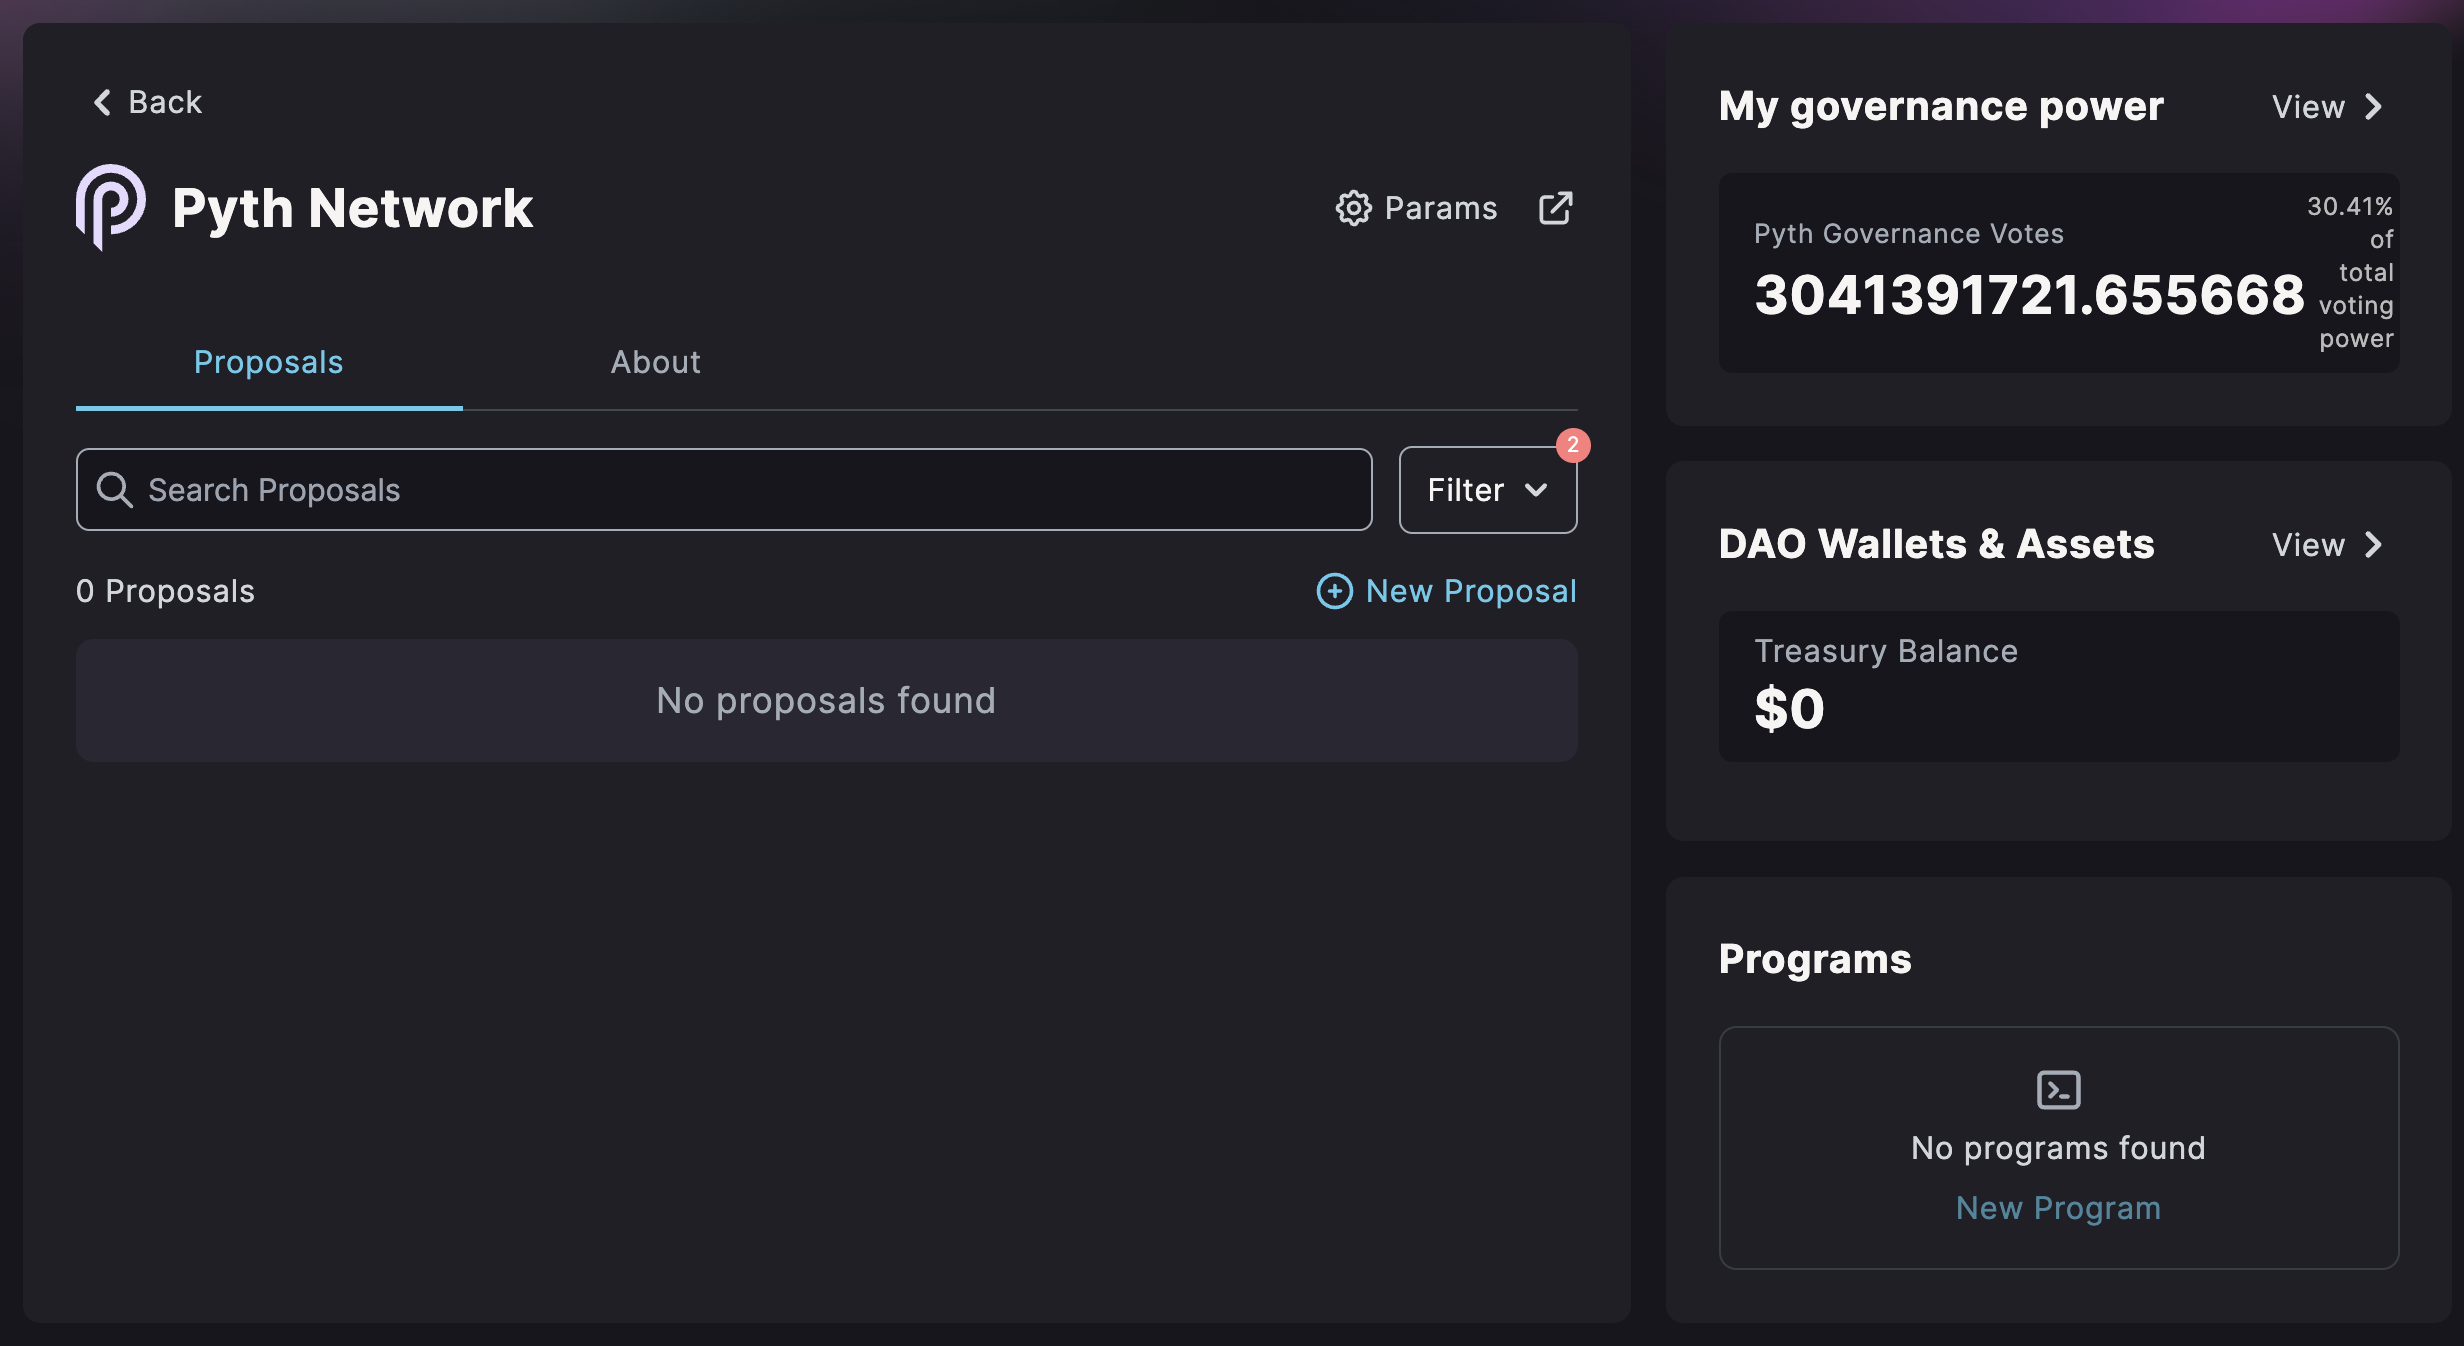 Back
Pyth Network
Params
Proposals
About
Search Proposals
Filter
2
0 Proposals
New Proposal
No proposals found
My governance power
View
Pyth Governance Votes
3041391721.655668
30.41%
of
total
voting
power
DAO Wallets & Assets
View
Treasury Balance
$0
Programs
No programs found
New Program